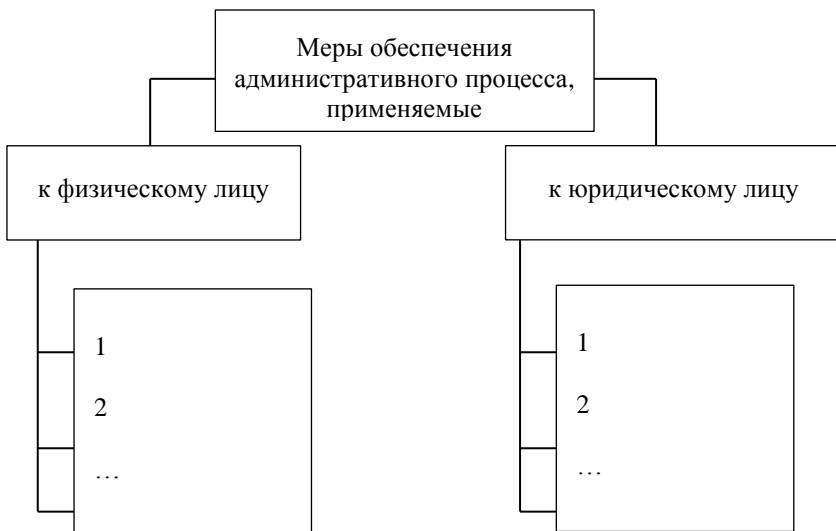 Меры обеспечения
административного процесса,
применяемые
к физическому лицу
к юридическому лицу
1
2
…
1
2
…